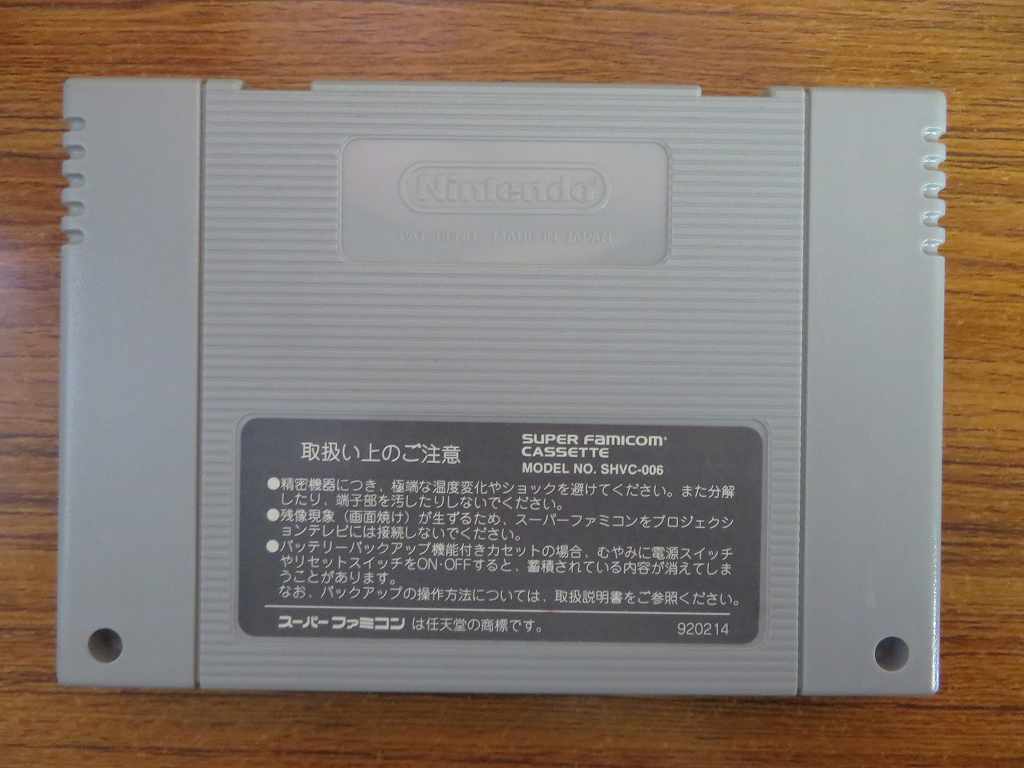 Nintendo®
MADE IN JAPAN
取扱い上のご注意
SUPER FAMICOM®
CASSETTE
MODEL NO. SHVC-006
●精密機器につき、極端な温度変化やショックを避けてください。また分解
したり、端子部を汚したりしないでください。
●残像現象（画面焼け）が生ずるため、スーパーファミコンをプロジェクシ
ョンテレビには接続しないでください。
●バッテリーバックアップ機能付きカセットの場合、むやみに電源スイッチ
やリセットスイッチをON・OFFすると、蓄積されている内容が消えてしま
うことがあります。
なお、バックアップの操作方法については、取扱説明書をご参照ください。
スーパーファミコン は任天堂の商標です。
920214